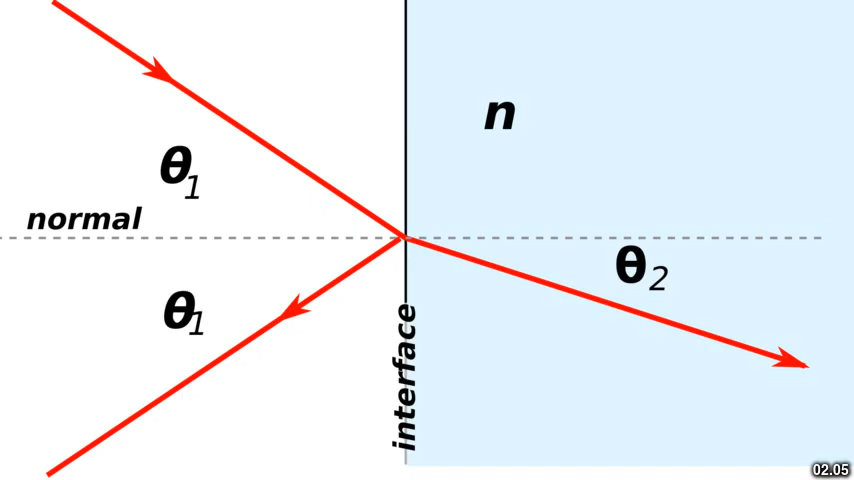 n
θ1
normal
θ2
θ1
interface
02.05